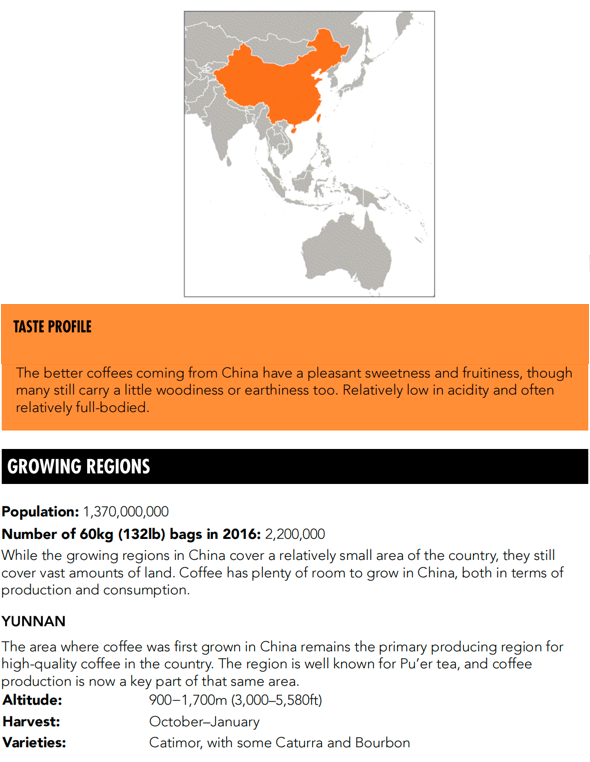 TASTE PROFILE
The better coffees coming from China have a pleasant sweetness and fruitiness, though
many still carry a little woodiness or earthiness too. Relatively low in acidity and often
relatively full-bodied.
GROWING REGIONS
Population: 1,370,000,000
Number of 60kg (132lb) bags in 2016: 2,200,000
While the growing regions in China cover a relatively small area of the country, they still
cover vast amounts of land. Coffee has plenty of room to grow in China, both in terms of
production and consumption.
YUNNAN
The area where coffee was first grown in China remains the primary producing region for
high-quality coffee in the country. The region is well known for Pu’er tea, and coffee
production is now a key part of that same area.
Altitude: 900–1,700m (3,000–5,580ft)
Harvest: October–January
Varieties: Catimor, with some Caturra and Bourbon